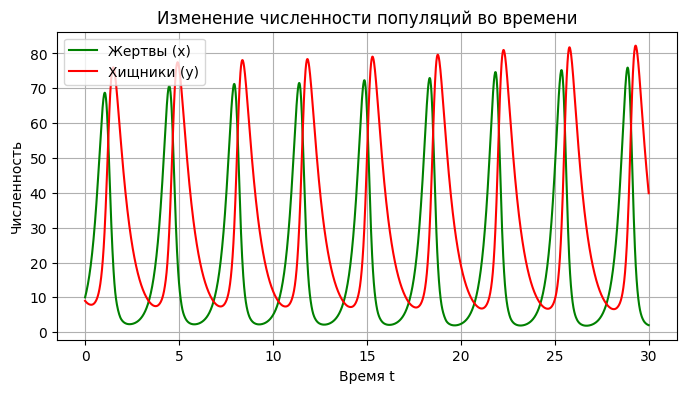 Изменение численности популяций во времени
Жертвы (x)
Хищники (y)
Численность
80
70
60
50
40
30
20
10
0
0 5 10 15 20 25 30
Время t